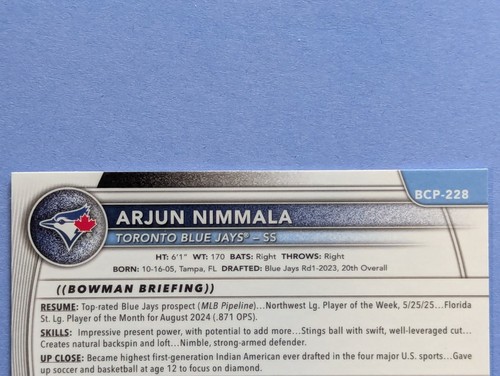 BCP-228
ARJUN NIMMALA
TORONTO BLUE JAYS® – SS
HT: 6'1" WT: 170 BATS: Right THROWS: Right
BORN: 10-16-05, Tampa, FL DRAFTED: Blue Jays Rd1-2023, 20th Overall
((BOWMAN BRIEFING))
RESUME: Top-rated Blue Jays prospect (MLB Pipeline)...Northwest Lg. Player of the Week, 5/25/25...Florida
St. Lg. Player of the Month for August 2024 (.871 OPS).
SKILLS: Impressive present power, with potential to add more...Stings ball with swift, well-leveraged cut...
Creates natural backspin and loft...Nimble, strong-armed defender.
UP CLOSE: Became highest first-generation Indian American ever drafted in the four major U.S. sports...Gave
up soccer and basketball at age 12 to focus on diamond.